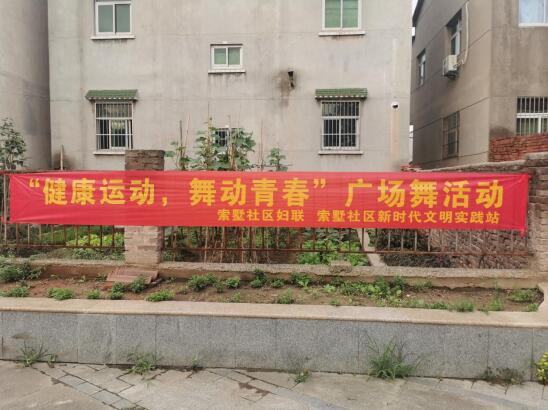 “健康运动，舞动青春”广场舞活动
索墅社区妇联 索墅社区新时代文明实践站